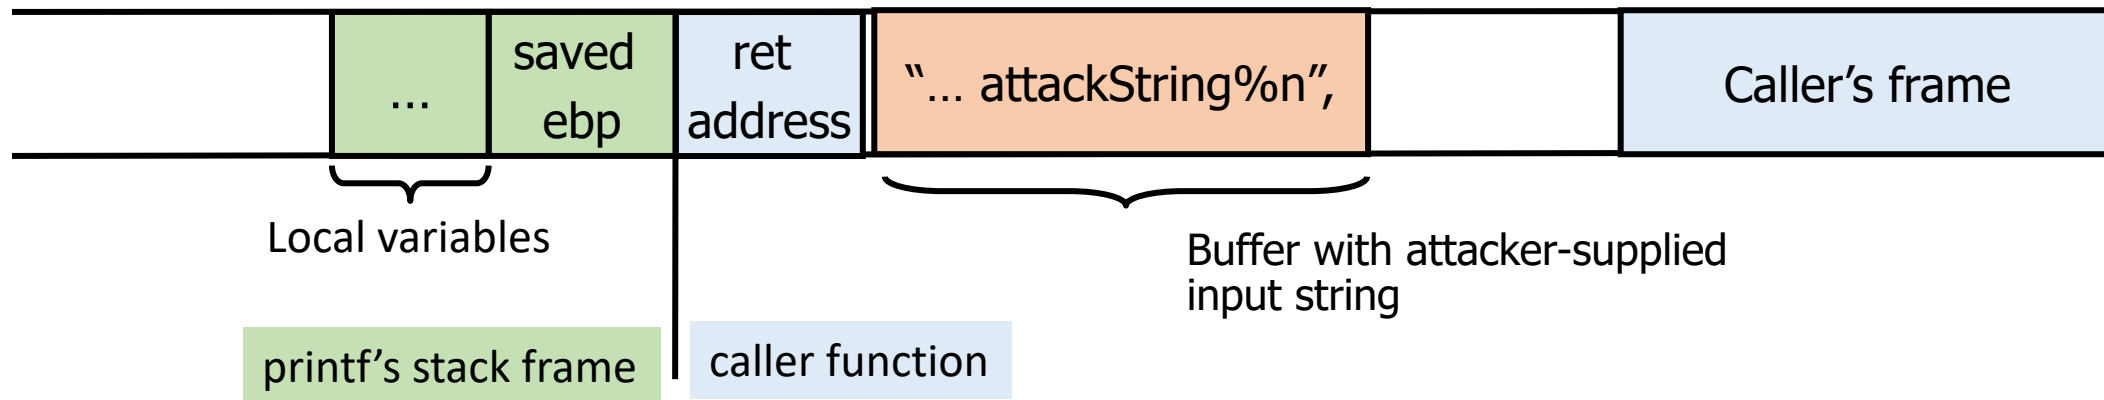 ...
saved
ebp
ret
address
“... attackString%n”,
Caller’s frame
Local variables
Buffer with attacker-supplied
input string
printf’s stack frame
caller function